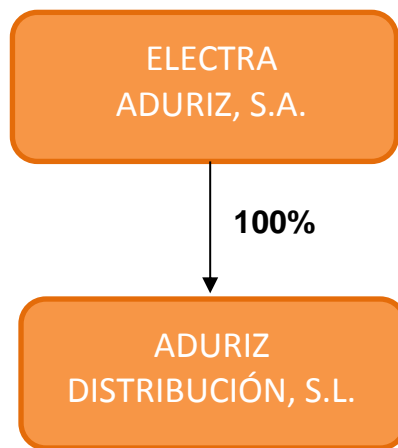 ELECTRA
ADURIZ, S.A.
100%
ADURIZ
DISTRIBUCIÓN, S.L.